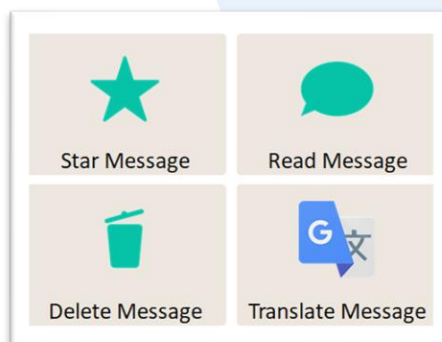 Star Message
Read Message
G 文
Delete Message
Translate Message